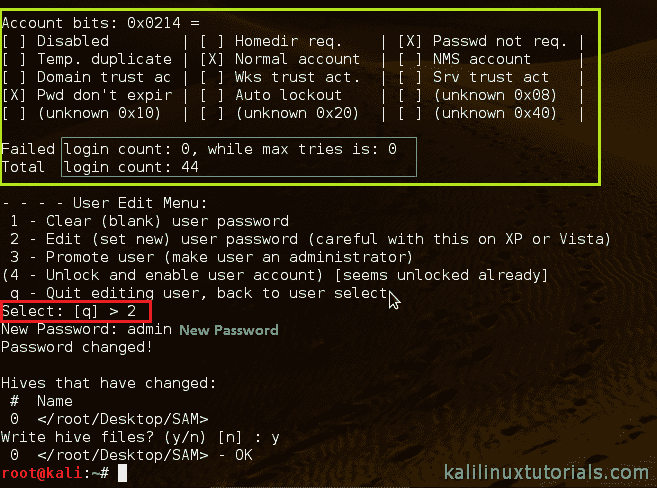 Account bits: 0x0214 =
[ ] Disabled        | [ ] Homedir req.    | [X] Passwd not req. |
[ ] Temp. duplicate | [X] Normal account  | [ ] NMS account     |
[ ] Domain trust ac | [ ] Wks trust act.  | [ ] Srv trust act   |
[X] Pwd don't expir | [ ] Auto lockout    | [ ] (unknown 0x08)  |
[ ] (unknown 0x10)  | [ ] (unknown 0x20)  | [ ] (unknown 0x40)  |
Failed login count: 0, while max tries is: 0
Total  login count: 44
- - - - User Edit Menu:
 1 - Clear (blank) user password
 2 - Edit (set new) user password (careful with this on XP or Vista)
 3 - Promote user (make user an administrator)
(4 - Unlock and enable user account) [seems unlocked already]
 q - Quit editing user, back to user select
Select: [q] > 2
New Password: admin New Password
Password changed!
Hives that have changed:
 #  Name
 0  </root/Desktop/SAM>
Write hive files? (y/n) [n] : y
 0  </root/Desktop/SAM> - OK
root@kali:~#
kalilinuxtutorials.com